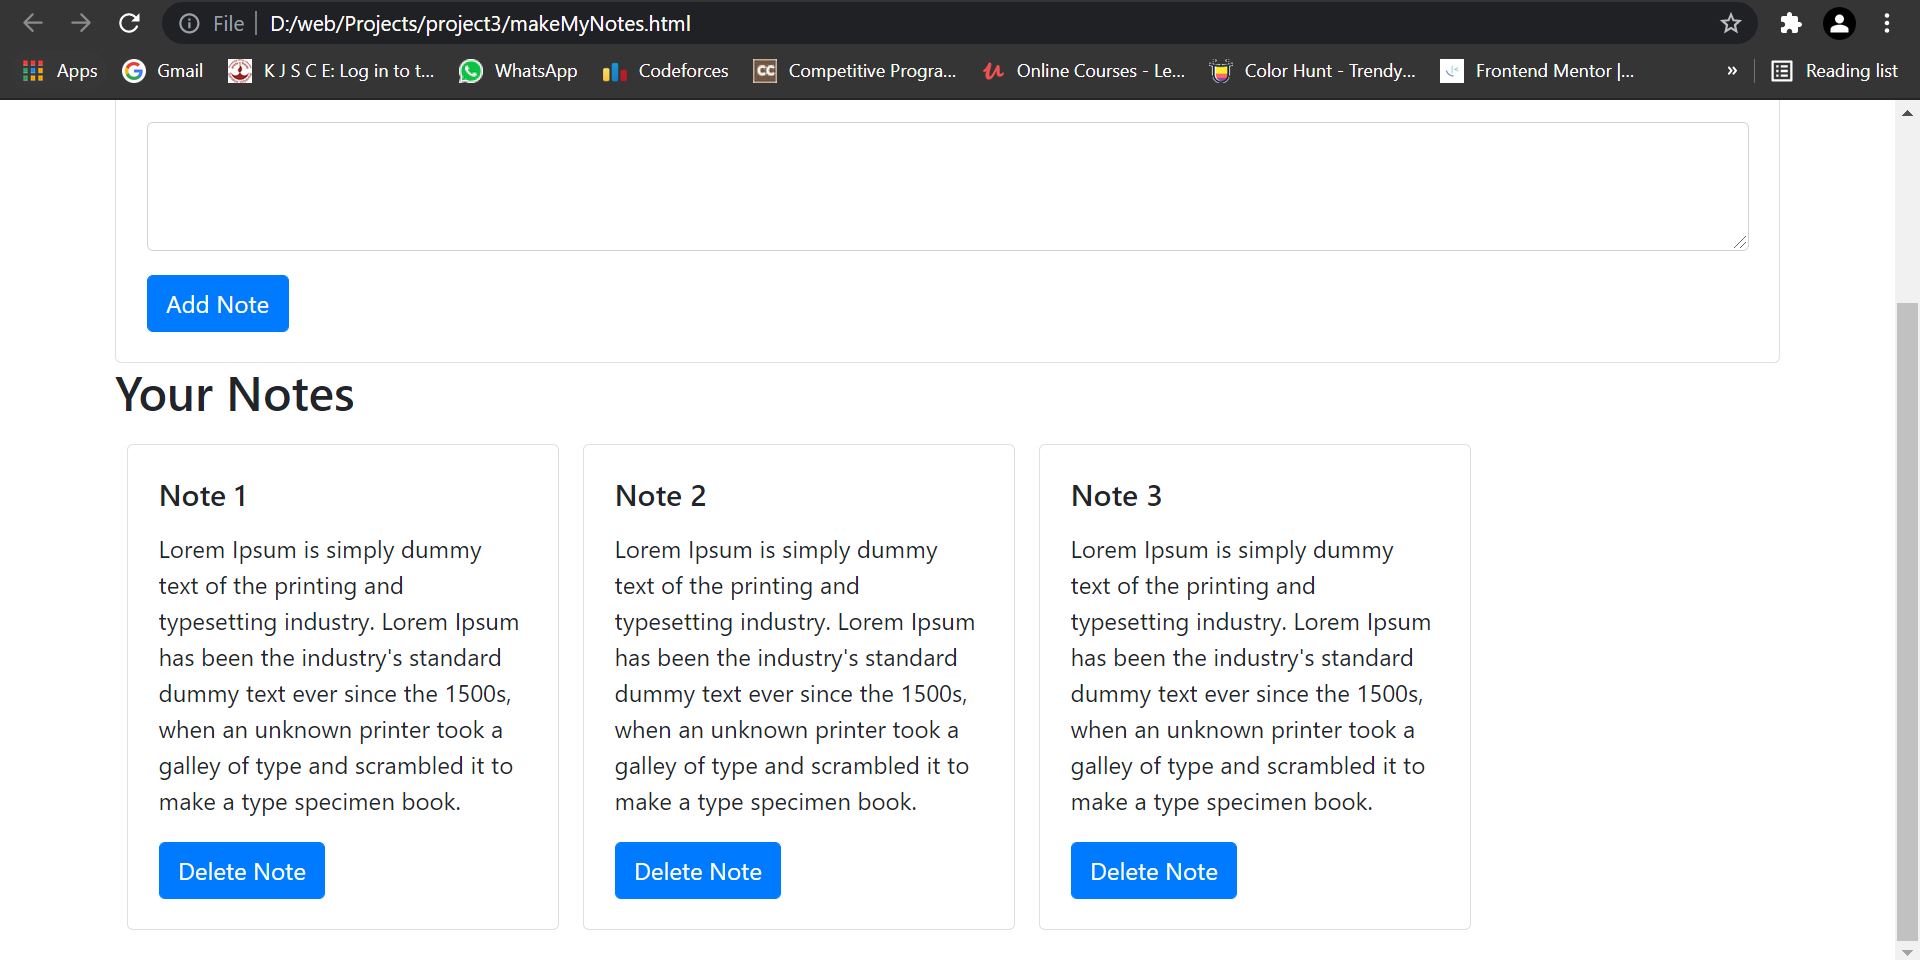 File D:/web/Projects/project3/makeMyNotes.html
Apps Gmail K J S C E: Log in to t... WhatsApp Codeforces CC Competitive Progra... Online Courses - Le... Color Hunt - Trendy... Frontend Mentor |... » Reading list
Add Note
Your Notes
Note 1
Lorem Ipsum is simply dummy
text of the printing and
typesetting industry. Lorem Ipsum
has been the industry's standard
dummy text ever since the 1500s,
when an unknown printer took a
galley of type and scrambled it to
make a type specimen book.
Delete Note
Note 2
Lorem Ipsum is simply dummy
text of the printing and
typesetting industry. Lorem Ipsum
has been the industry's standard
dummy text ever since the 1500s,
when an unknown printer took a
galley of type and scrambled it to
make a type specimen book.
Delete Note
Note 3
Lorem Ipsum is simply dummy
text of the printing and
typesetting industry. Lorem Ipsum
has been the industry's standard
dummy text ever since the 1500s,
when an unknown printer took a
galley of type and scrambled it to
make a type specimen book.
Delete Note